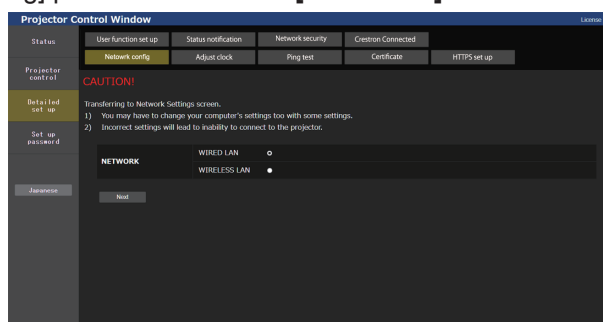 Projector Control Window
License
Status
Projector control
Detailed set up
Set up password
Japanese
User function set up
Status notification
Network security
Crestron Connected
Netowrk config
Adjust clock
Ping test
Certificate
HTTPS set up
CAUTION!
Transferring to Network Settings screen.
1) You may have to change your computer's settings too with some settings.
2) Incorrect settings will lead to inability to connect to the projector.
NETWORK
WIRED LAN
WIRELESS LAN
Next